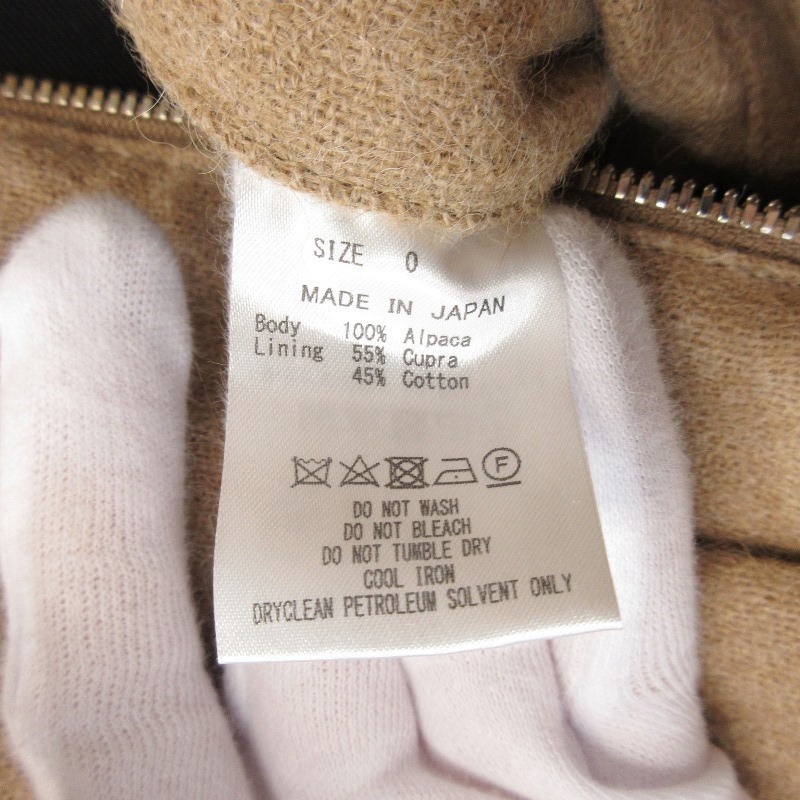 SIZE 0
MADE IN JAPAN
Body 100% Alpaca
Lining 55% Cupra
45% Cotton
F
DO NOT WASH
DO NOT BLEACH
DO NOT TUMBLE DRY
COOL IRON
DRYCLEAN PETROLEUM SOLVENT ONLY